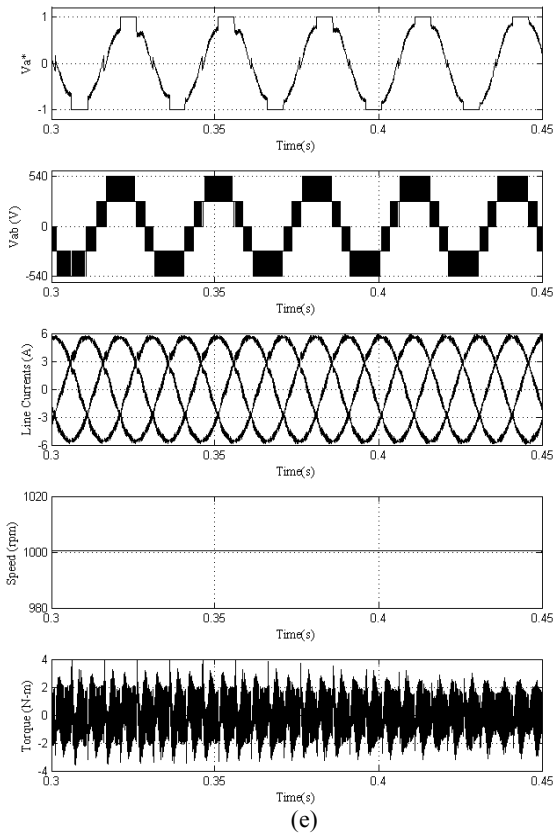 1
0
-1
Va*
0.3 0.35 0.4 0.45
Time(s)
540
0
-540
Vab (V)
0.3 0.35 0.4 0.45
Time(s)
6
3
0
-3
-6
Line Currents (A)
0.3 0.35 0.4 0.45
Time(s)
1020
1000
980
Speed (rpm)
0.3 0.35 0.4 0.45
Time(s)
4
2
0
-2
-4
Torque (N-m)
0.3 0.35 0.4 0.45
Time(s)
(e)